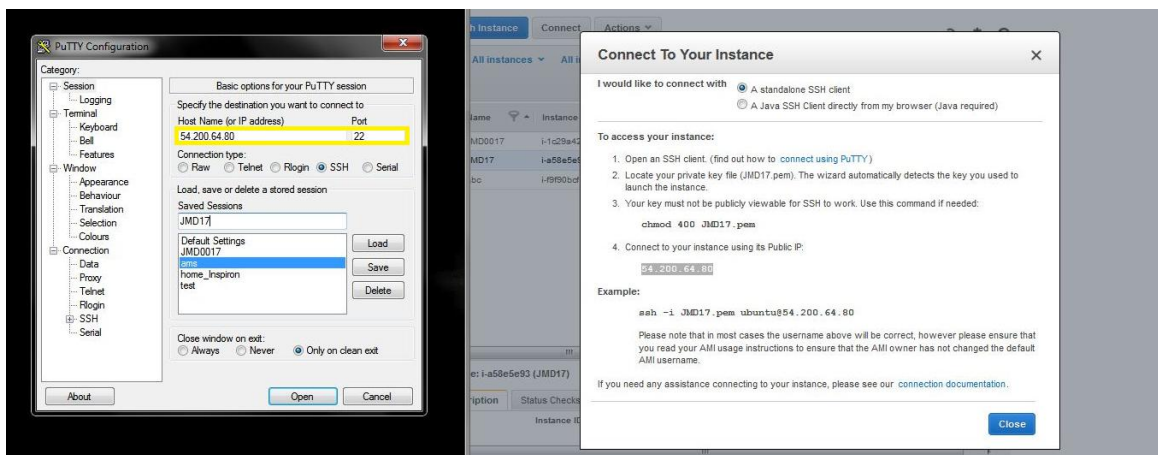 PuTTY Configuration
Category:
Session
Logging
Terminal
Keyboard
Bell
Features
Window
Appearance
Behaviour
Translation
Selection
Colours
Connection
Data
Proxy
Telnet
Rlogin
SSH
Serial
Basic options for your PuTTY session
Specify the destination you want to connect to
Host Name (or IP address) Port
54.200.64.80 22
Connection type:
Raw Telnet Rlogin SSH Serial
Load, save or delete a stored session
Saved Sessions
JMD17
Default Settings
JMD0017
ams
home_Inspiron
test
Load
Save
Delete
Close window on exit:
Always Never Only on clean exit
About Open Cancel
h Instance Connect Actions
All instances All i
Name Instance
MD0017 i-1c29a42
MD17 i-a58e5e9
bc i-f9f90bcf
e: i-a58e5e93 (JMD17)
ription Status Checks
Instance ID
Connect To Your Instance
I would like to connect with A standalone SSH client
A Java SSH Client directly from my browser (Java required)
To access your instance:
1. Open an SSH client. (find out how to connect using PuTTY)
2. Locate your private key file (JMD17.pem). The wizard automatically detects the key you used to
launch the instance.
3. Your key must not be publicly viewable for SSH to work. Use this command if needed:
chmod 400 JMD17.pem
4. Connect to your instance using its Public IP:
54.200.64.80
Example:
ssh -i JMD17.pem ubuntu@54.200.64.80
Please note that in most cases the username above will be correct, however please ensure that
you read your AMI usage instructions to ensure that the AMI owner has not changed the default
AMI username.
If you need any assistance connecting to your instance, please see our connection documentation.
Close